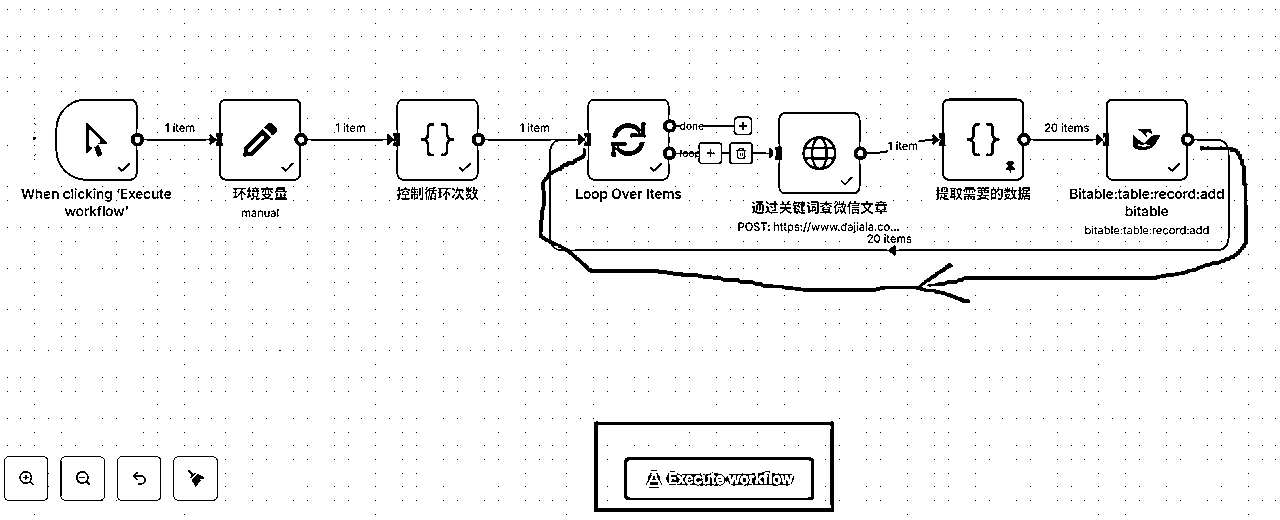 1 item
1 item
1 item
done
loop
1 item
20 items
When clicking ‘Execute workflow’
环境变量
manual
控制循环次数
Loop Over Items
通过关键词查微信文章
POST: https://www.dajiala.co...
提取需要的数据
Bitable:table:record:add
bitable
bitable:table:record:add
20 items
Execute workflow